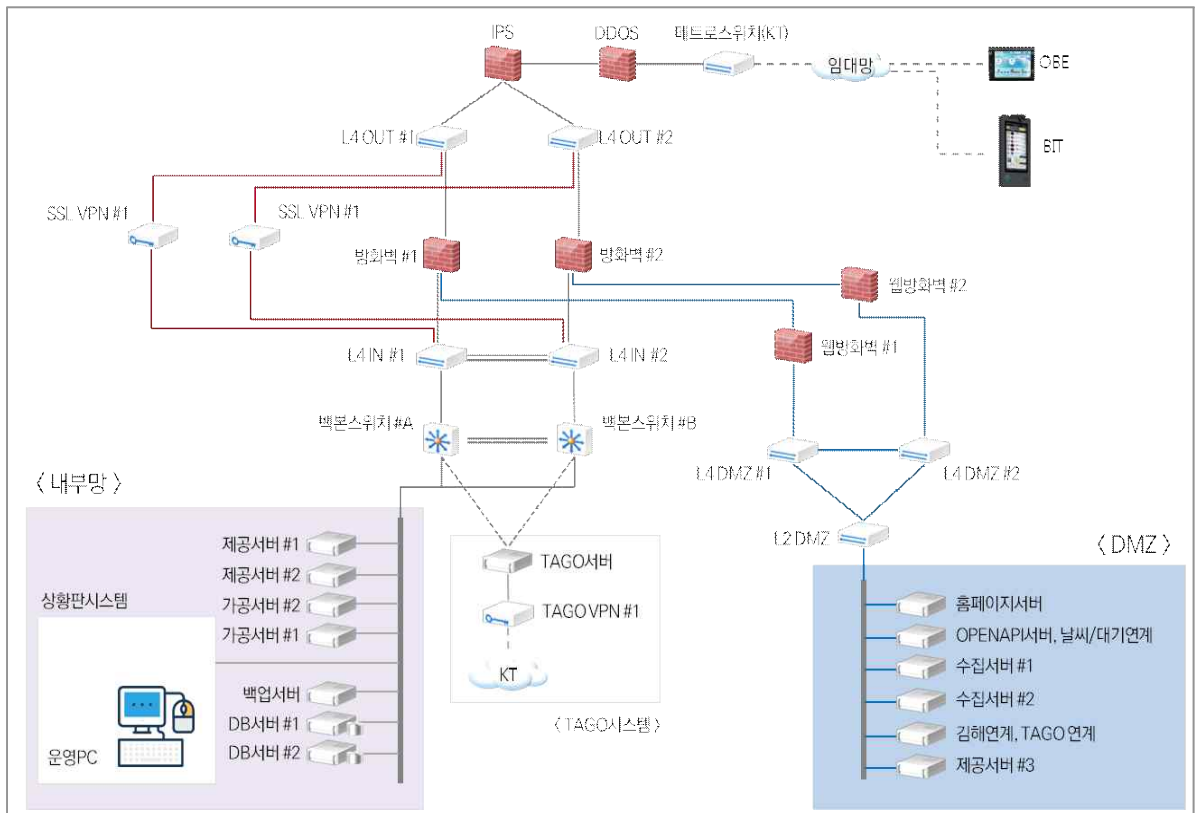 IPS
DDOS
메트로스위치(KT)
임대망
OBE
BIT
L4 OUT #1
L4 OUT #2
SSL VPN #1
SSL VPN #1
방화벽 #1
방화벽 #2
웹방화벽 #2
웹방화벽 #1
L4 IN #1
L4 IN #2
백본스위치 #A
백본스위치 #B
L4 DMZ #1
L4 DMZ #2
L2 DMZ
〈 내부망 〉
제공서버 #1
제공서버 #2
가공서버 #2
가공서버 #1
상황판시스템
운영PC
백업서버
DB서버 #1
DB서버 #2
TAGO서버
TAGO VPN #1
KT
〈 TAGO시스템 〉
〈 DMZ 〉
홈페이지서버
OPENAPI서버, 날씨/대기연계
수집서버 #1
수집서버 #2
김해연계, TAGO 연계
제공서버 #3